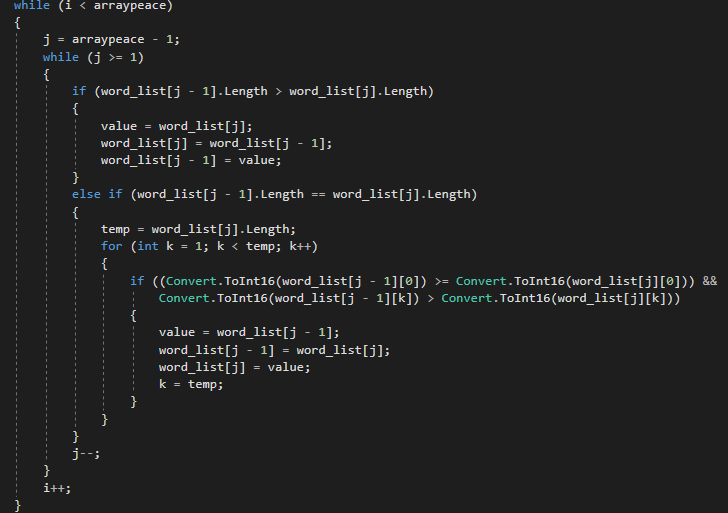 while (i < arraypeace)
{
j = arraypeace - 1;
while (j >= 1)
{
if (word_list[j - 1].Length > word_list[j].Length)
{
value = word_list[j];
word_list[j] = word_list[j - 1];
word_list[j - 1] = value;
}
else if (word_list[j - 1].Length == word_list[j].Length)
{
temp = word_list[j].Length;
for (int k = 1; k < temp; k++)
{
if ((Convert.ToInt16(word_list[j - 1][0]) >= Convert.ToInt16(word_list[j][0])) &&
Convert.ToInt16(word_list[j - 1][k]) > Convert.ToInt16(word_list[j][k]))
{
value = word_list[j - 1];
word_list[j - 1] = word_list[j];
word_list[j] = value;
k = temp;
}
}
}
j--;
}
i++;
}